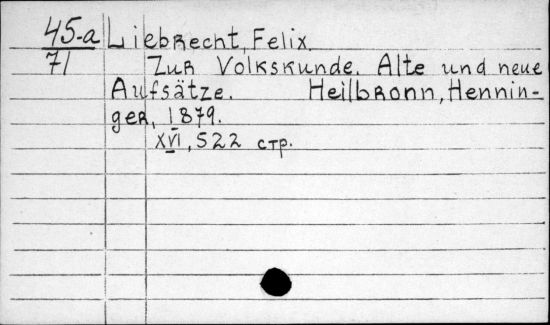 45-a Liebrecht, Felix.
71 Zur Volkskunde. Alte und neue
Aufsätze. Heilbronn, Hennin-
ger, 1879.
XVI, 522 стр.